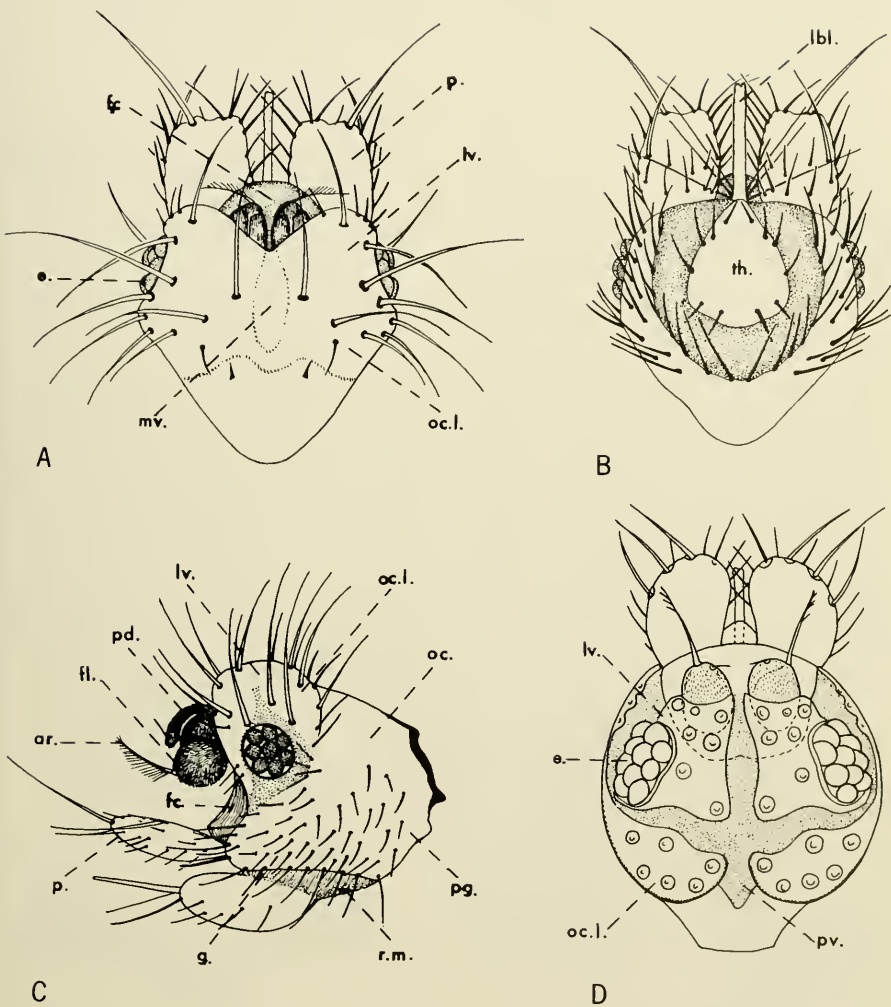 fc
p.
lv.
e.
mv.
oc.l.
A
lbl.
th.
B
lv.
oc.l.
pd.
oc.
fl.
ar.
fc.
p.
pg.
g.
r.m.
C
lv.
e.
oc.l.
pv.
D